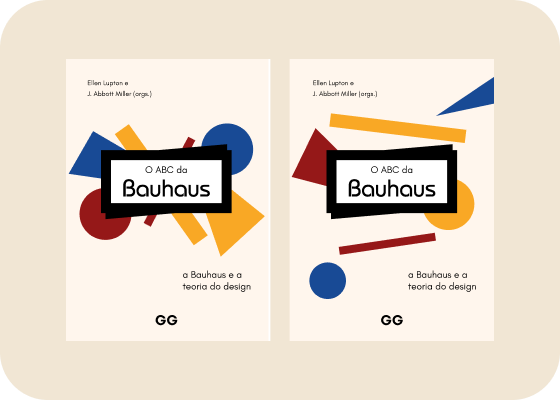 Ellen Lupton e
J. Abbott Miller (orgs.)
O ABC da
Bauhaus
a Bauhaus e a
teoria do design
GG
Ellen Lupton e
J. Abbott Miller (orgs.)
O ABC da
Bauhaus
a Bauhaus e a
teoria do design
GG